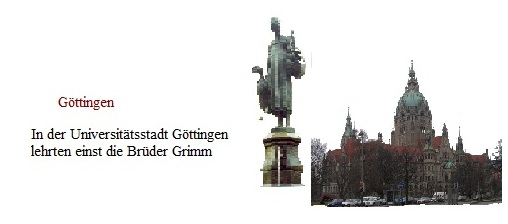 Göttingen
In der Universitätsstadt Göttingen
lehrten einst die Brüder Grimm